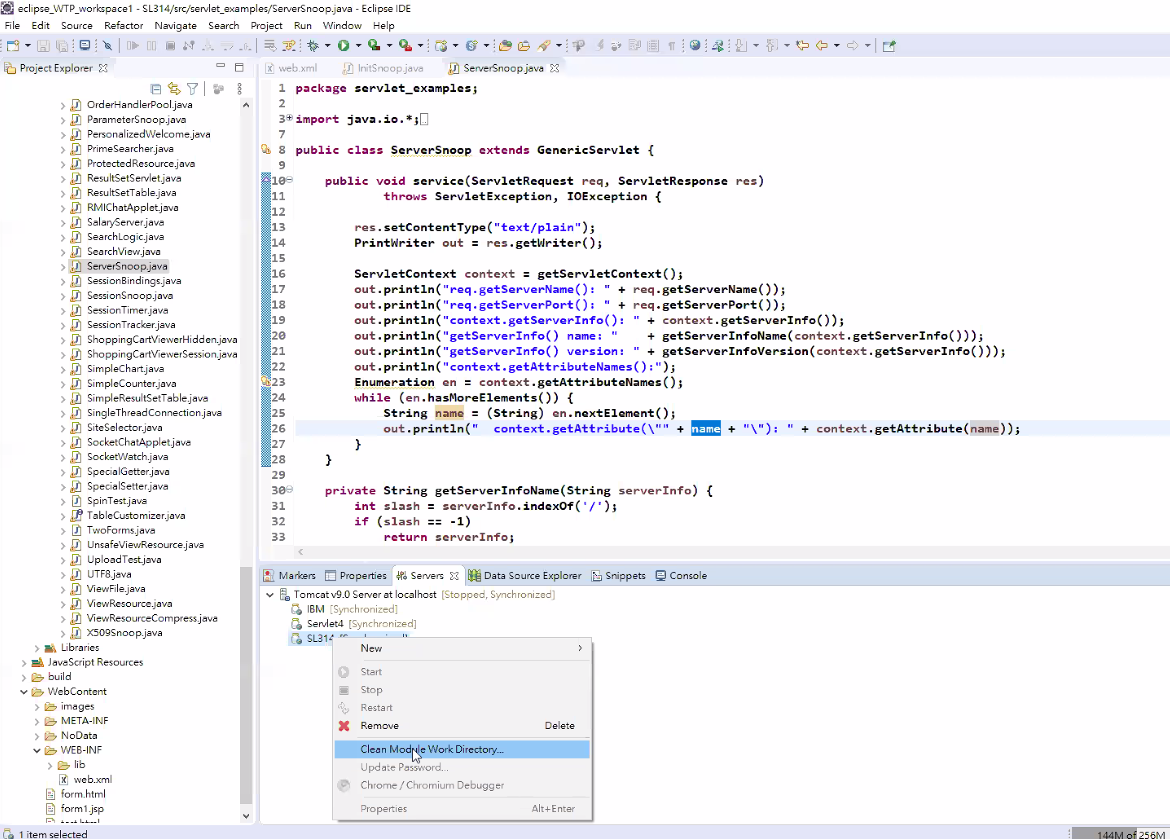 eclipse_WTP_workspace1 - SL314/src/servlet_examples/ServerSnoop.java - Eclipse IDE
File Edit Source Refactor Navigate Search Project Run Window Help
Project Explorer
OrderHandlerPool.java
ParameterSnoop.java
PersonalizedWelcome.java
PrimeSearcher.java
ProtectedResource.java
ResultSetServlet.java
ResultSetTable.java
RMIChatApplet.java
SalaryServer.java
SearchLogic.java
SearchView.java
ServerSnoop.java
SessionBindings.java
SessionSnoop.java
SessionTimer.java
SessionTracker.java
ShoppingCartViewerHidden.java
ShoppingCartViewerSession.java
SimpleChart.java
SimpleCounter.java
SimpleResultSetTable.java
SingleThreadConnection.java
SiteSelector.java
SocketChatApplet.java
SocketWatch.java
SpecialGetter.java
SpecialSetter.java
SpinTest.java
TableCustomizer.java
TwoForms.java
UnsafeViewResource.java
UploadTest.java
UTF8.java
ViewFile.java
ViewResource.java
ViewResourceCompress.java
X509Snoop.java
Libraries
JavaScript Resources
build
WebContent
images
META-INF
NoData
WEB-INF
lib
web.xml
form.html
form1.jsp
web.xml InitSnoop.java ServerSnoop.java
1 package servlet_examples;
2
3 import java.io.*;
7
8 public class ServerSnoop extends GenericServlet {
9
10 public void service(ServletRequest req, ServletResponse res)
11 throws ServletException, IOException {
12
13 res.setContentType("text/plain");
14 PrintWriter out = res.getWriter();
15
16 ServletContext context = getServletContext();
17 out.println("req.getServerName(): " + req.getServerName());
18 out.println("req.getServerPort(): " + req.getServerPort());
19 out.println("context.getServerInfo(): " + context.getServerInfo());
20 out.println("getServerInfo() name: " + getServerInfoName(context.getServerInfo()));
21 out.println("getServerInfo() version: " + getServerInfoVersion(context.getServerInfo()));
22 out.println("context.getAttributeNames():");
23 Enumeration en = context.getAttributeNames();
24 while (en.hasMoreElements()) {
25 String name = (String) en.nextElement();
26 out.println("  context.getAttribute(\"" + name + "\"): " + context.getAttribute(name));
27 }
28 }
29
30 private String getServerInfoName(String serverInfo) {
31 int slash = serverInfo.indexOf('/');
32 if (slash == -1)
33 return serverInfo;
Markers Properties Servers Data Source Explorer Snippets Console
Tomcat v9.0 Server at localhost [Stopped, Synchronized]
IBM [Synchronized]
Servlet4 [Synchronized]
SL314
New
Start
Stop
Restart
Remove Delete
Clean Module Work Directory...
Update Password...
Chrome / Chromium Debugger
Properties Alt+Enter
1 item selected
144M of 256M